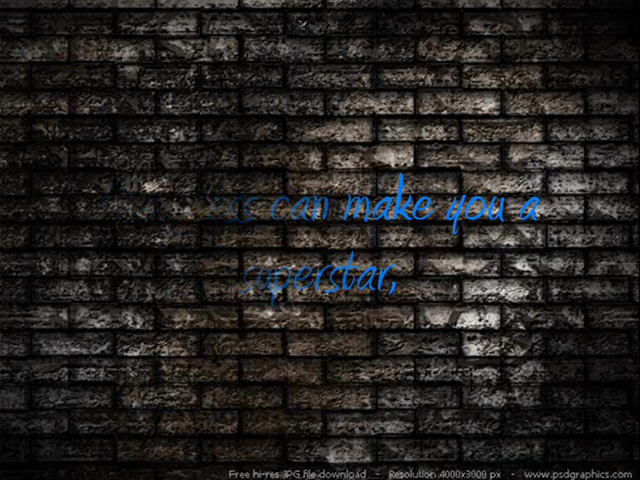 can make you a
superstar,
Free hi-res JPG file download - Resolution 4000x3000 px - www.psdgraphics.com